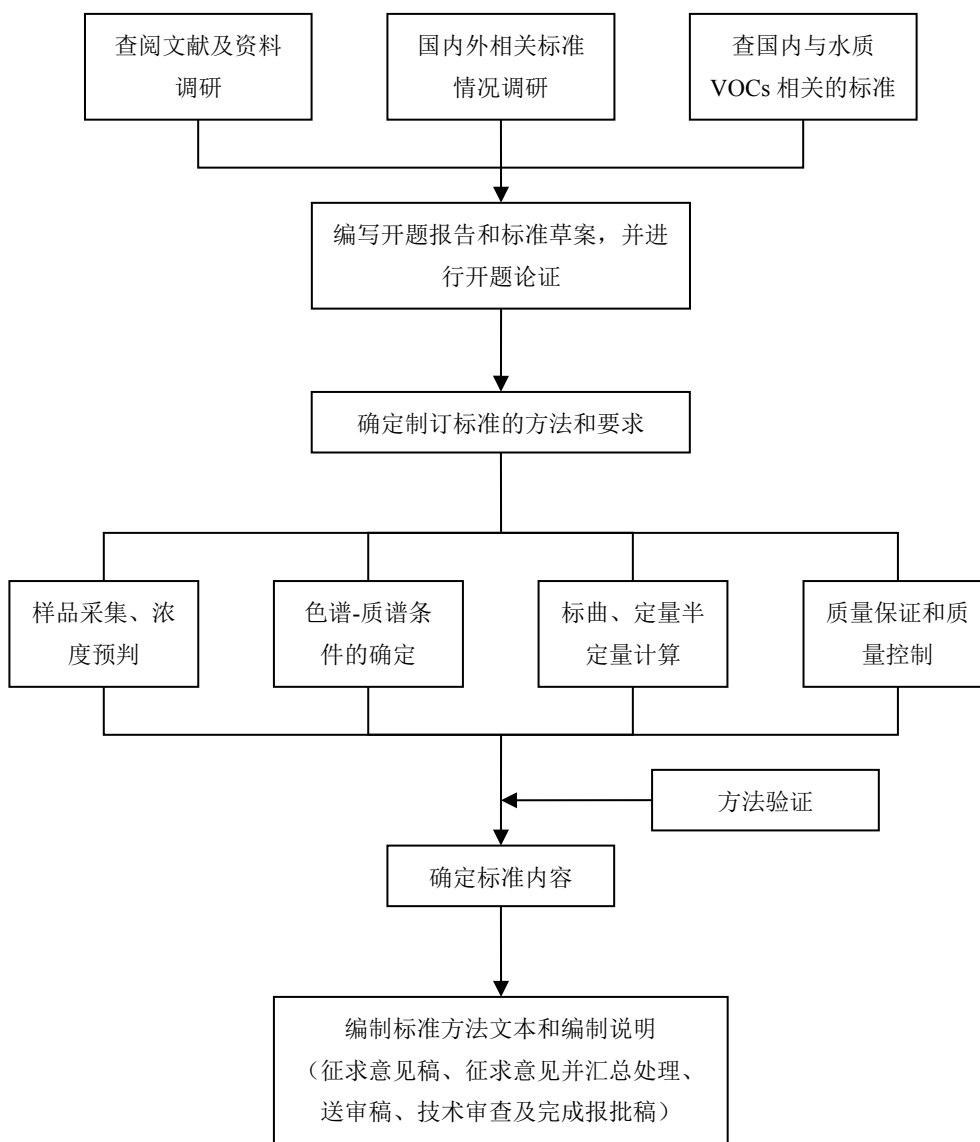 查阅文献及资料
调研
国内外相关标准
情况调研
查国内与水质
VOCs 相关的标准
编写开题报告和标准草案，并进
行开题论证
确定制订标准的方法和要求
样品采集、浓
度预判
色谱-质谱条
件的确定
标曲、定量半
定量计算
质量保证和质
量控制
方法验证
确定标准内容
编制标准方法文本和编制说明
（征求意见稿、征求意见并汇总处理、
送审稿、技术审查及完成报批稿）